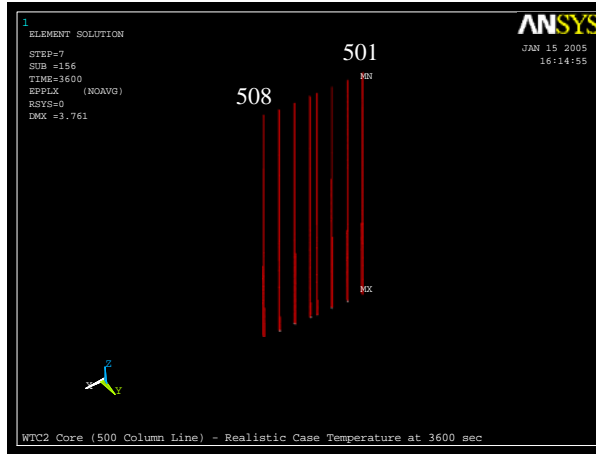 1
ELEMENT SOLUTION
STEP=7
SUB =156
TIME=3600
EPPLX (NOAVG)
RSYS=0
DMX =3.761
ANSYS
JAN 15 2005
16:14:55
501
MN
508
MX
Z
X
Y
WTC2 Core (500 Column Line) - Realistic Case Temperature at 3600 sec